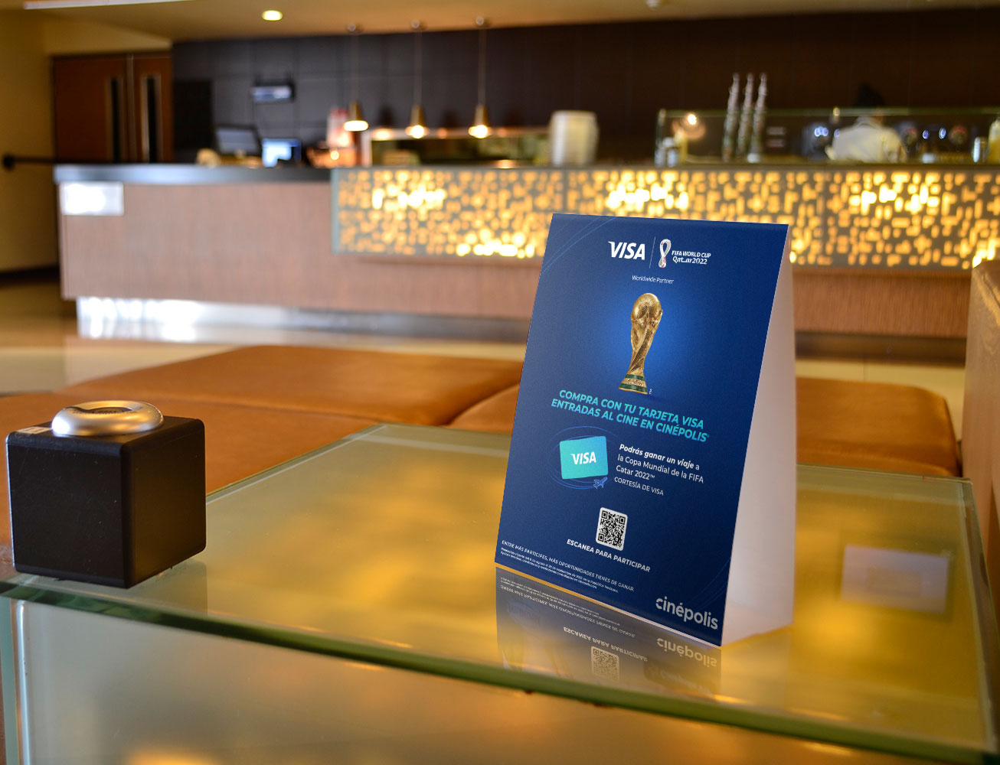 VISA
FIFA WORLD CUP
Qatar2022
Worldwide Partner
COMPRA CON TU TARJETA VISA
ENTRADAS AL CINE EN CINÉPOLIS
VISA
Podrás ganar un viaje a
la Copa Mundial de la FIFA
Catar 2022™
CORTESÍA DE VISA
ESCANEA PARA PARTICIPAR
ENTRE MÁS PARTICIPES, MÁS OPORTUNIDADES TIENES DE GANAR.
cinépolis